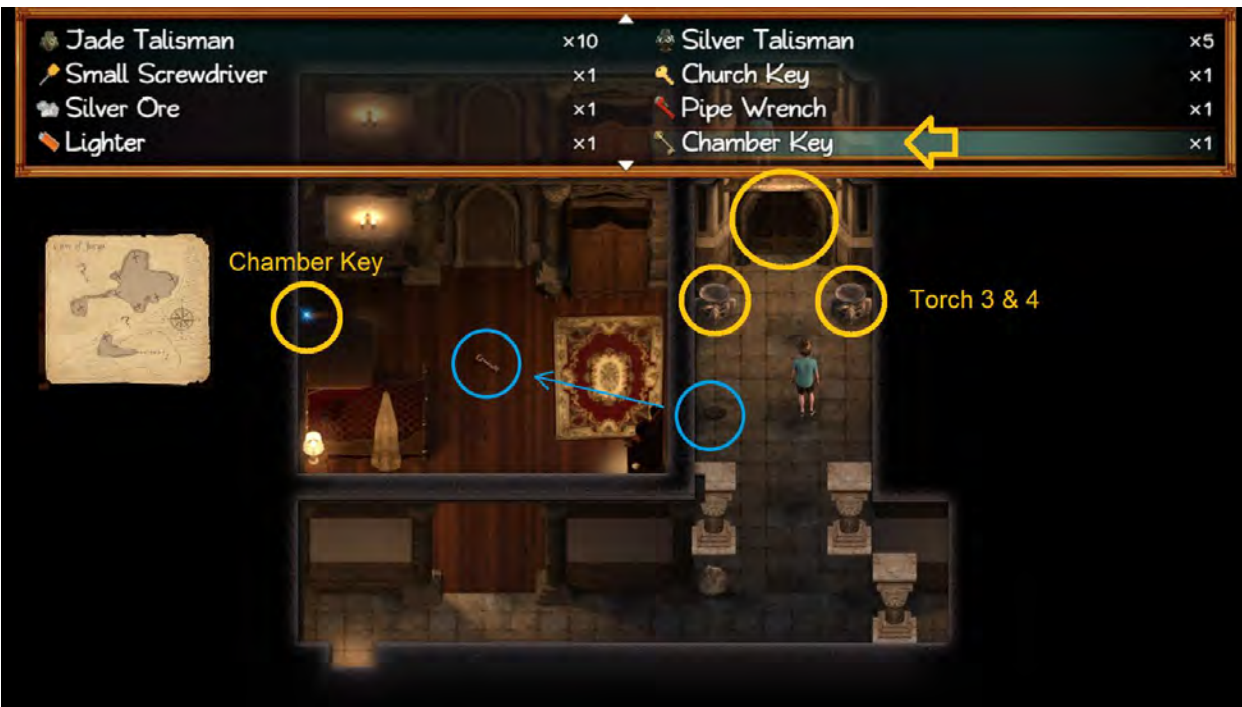 Jade Talisman ×10 Silver Talisman ×5
Small Screwdriver ×1 Church Key ×1
Silver Ore ×1 Pipe Wrench ×1
Lighter ×1 Chamber Key ×1
Chamber Key
Torch 3 & 4